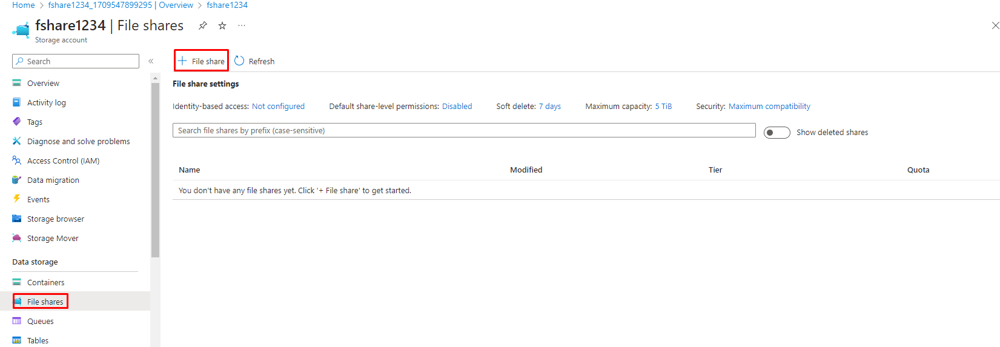 Home > fshare1234_1709547899295 | Overview > fshare1234
fshare1234 | File shares
Storage account
Search
Overview
Activity log
Tags
Diagnose and solve problems
Access Control (IAM)
Data migration
Events
Storage browser
Storage Mover
Data storage
Containers
File shares
Queues
Tables
+ File share Refresh
File share settings
Identity-based access: Not configured Default share-level permissions: Disabled Soft delete: 7 days Maximum capacity: 5 TiB Security: Maximum compatibility
Search file shares by prefix (case-sensitive) Show deleted shares
Name Modified Tier Quota
You don't have any file shares yet. Click '+ File share' to get started.